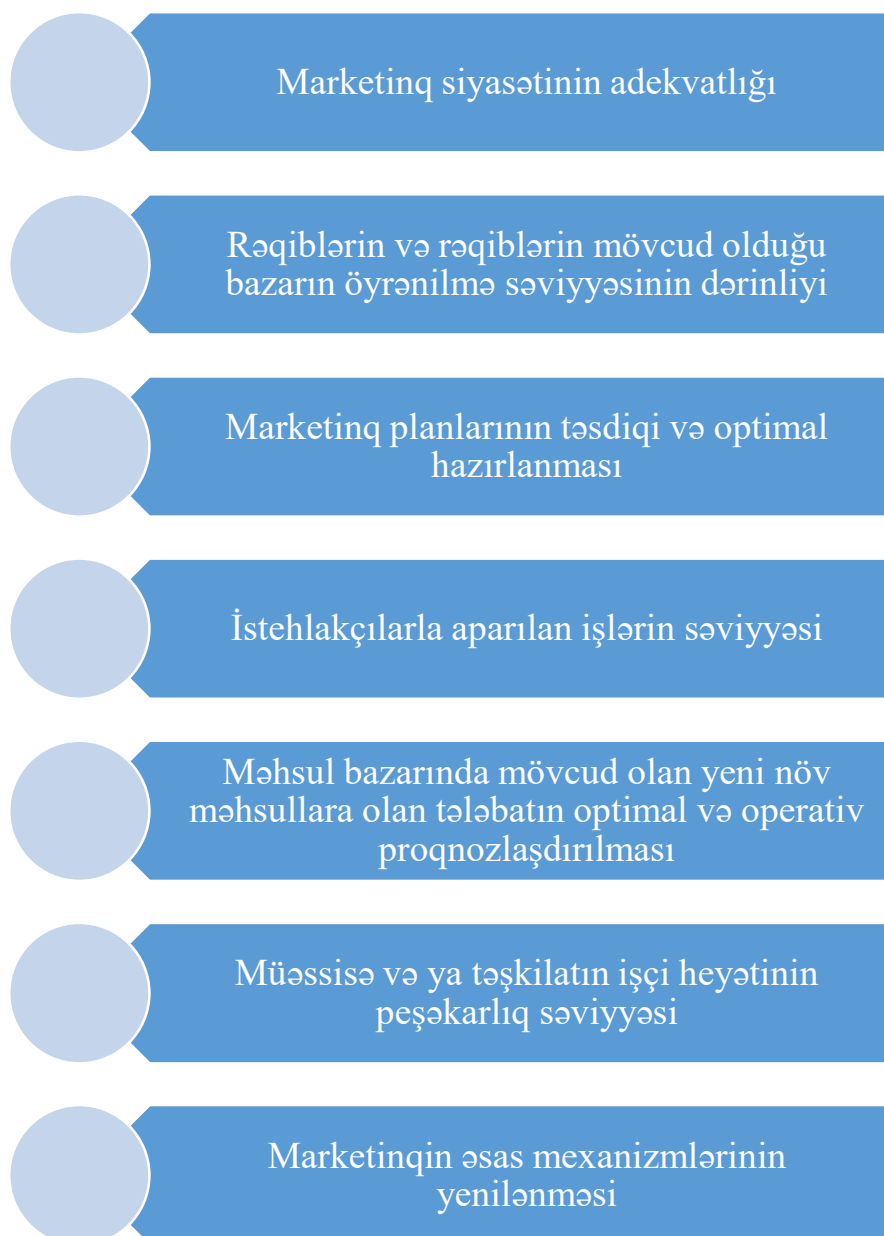 Marketinq siyasətinin adekvatlığı
Rəqiblərin və rəqiblərin mövcud olduğu
bazarın öyrənilmə səviyyəsinin dərinliyi
Marketinq planlarının təsdiqi və optimal
hazırlanması
İstehlakçılarla aparılan işlərin səviyyəsi
Məhsul bazarında mövcud olan yeni növ
məhsullara olan tələbatın optimal və operativ
proqnozlaşdırılması
Müəssisə və ya təşkilatın işçi heyətinin
peşəkarlıq səviyyəsi
Marketinqin əsas mexanizmlərinin
yenilənməsi